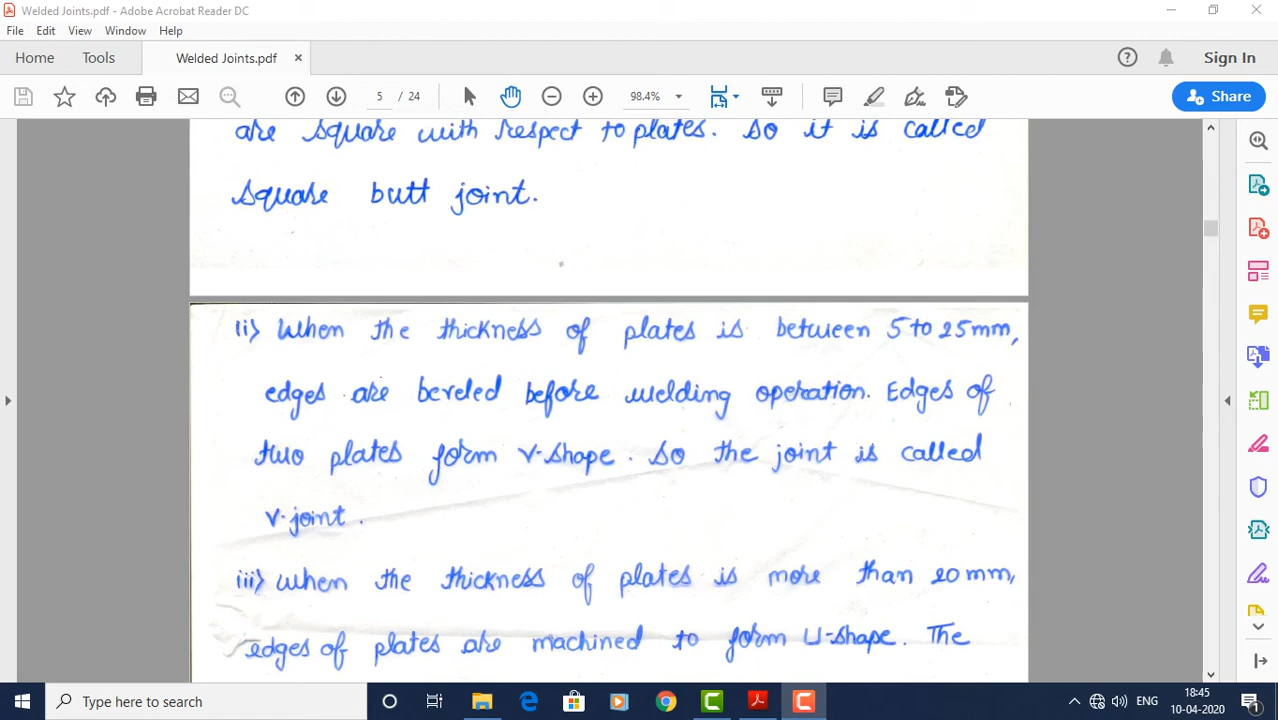 Welded Joints.pdf - Adobe Acrobat Reader DC
File Edit View Window Help
Home Tools Welded Joints.pdf × Sign In
5 / 24 98.4% Share
are square with respect to plates. So it is called
square butt joint.
ii) When the thickness of plates is between 5 to 25mm,
edges are beveled before welding operation. Edges of
two plates form V-shape. So the joint is called
V-joint.
iii) when the thickness of plates is more than 20mm,
edges of plates are machined to form U-shape. The
Type here to search
ENG
18:45
10-04-2020
1